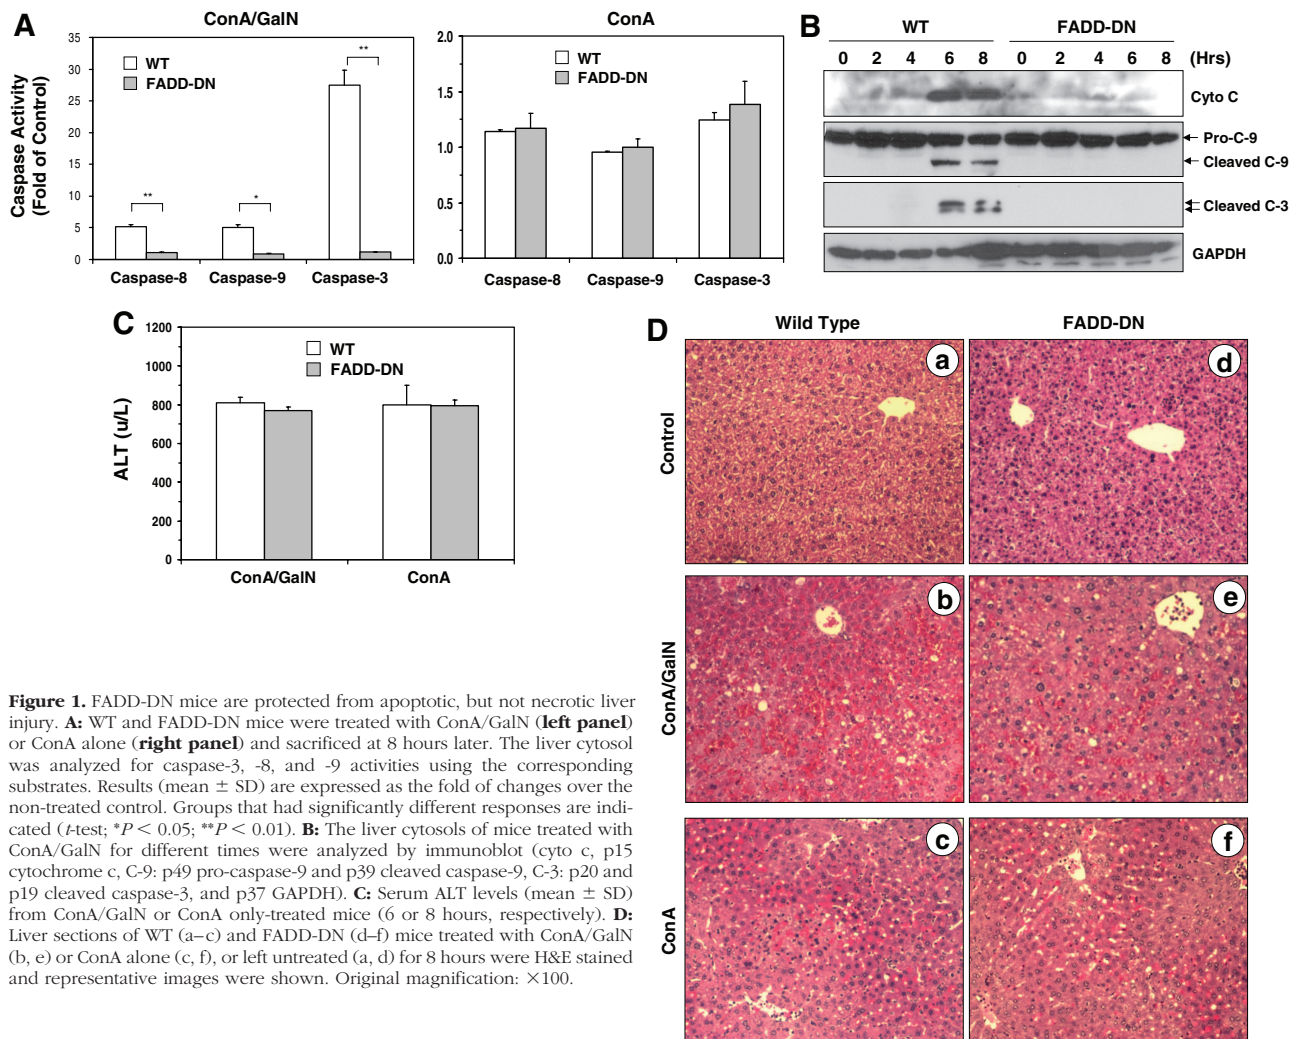 A
ConA/GalN
35
30
25
20
15
10
5
0
Caspase Activity
(Fold of Control)
WT
FADD-DN
**
*
**
Caspase-8 Caspase-9 Caspase-3
ConA
2.0
1.5
1.0
0.5
0.0
WT
FADD-DN
Caspase-8 Caspase-9 Caspase-3
B
WT FADD-DN
0 2 4 6 8 0 2 4 6 8 (Hrs)
Cyto C
Pro-C-9
Cleaved C-9
Cleaved C-3
GAPDH
C
1200
1000
800
600
400
200
0
ALT (u/L)
WT
FADD-DN
ConA/GalN ConA
D
Wild Type FADD-DN
Control
a d
ConA/GalN
b e
ConA
c f
Figure 1. FADD-DN mice are protected from apoptotic, but not necrotic liver
injury. A: WT and FADD-DN mice were treated with ConA/GalN (left panel)
or ConA alone (right panel) and sacrificed at 8 hours later. The liver cytosol
was analyzed for caspase-3, -8, and -9 activities using the corresponding
substrates. Results (mean ± SD) are expressed as the fold of changes over the
non-treated control. Groups that had significantly different responses are indi-
cated (t-test; *P < 0.05; **P < 0.01). B: The liver cytosols of mice treated with
ConA/GalN for different times were analyzed by immunoblot (cyto c, p15
cytochrome c, C-9: p49 pro-caspase-9 and p39 cleaved caspase-9, C-3: p20 and
p19 cleaved caspase-3, and p37 GAPDH). C: Serum ALT levels (mean ± SD)
from ConA/GalN or ConA only-treated mice (6 or 8 hours, respectively). D:
Liver sections of WT (a–c) and FADD-DN (d–f) mice treated with ConA/GalN
(b, e) or ConA alone (c, f), or left untreated (a, d) for 8 hours were H&E stained
and representative images were shown. Original magnification: ×100.